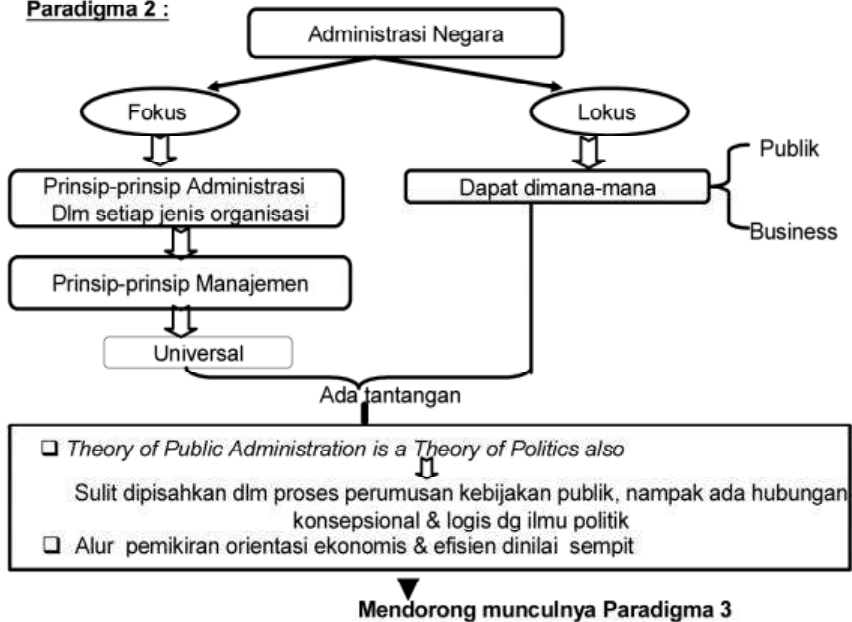 Paradigma 2 :
Administrasi Negara
Fokus
Lokus
Prinsip-prinsip Administrasi
Dlm setiap jenis organisasi
Dapat dimana-mana
Publik
Business
Prinsip-prinsip Manajemen
Universal
Ada tantangan
❑ Theory of Public Administration is a Theory of Politics also
Sulit dipisahkan dlm proses perumusan kebijakan publik, nampak ada hubungan
konsepsional & logis dg ilmu politik
❑ Alur pemikiran orientasi ekonomis & efisien dinilai sempit
Mendorong munculnya Paradigma 3